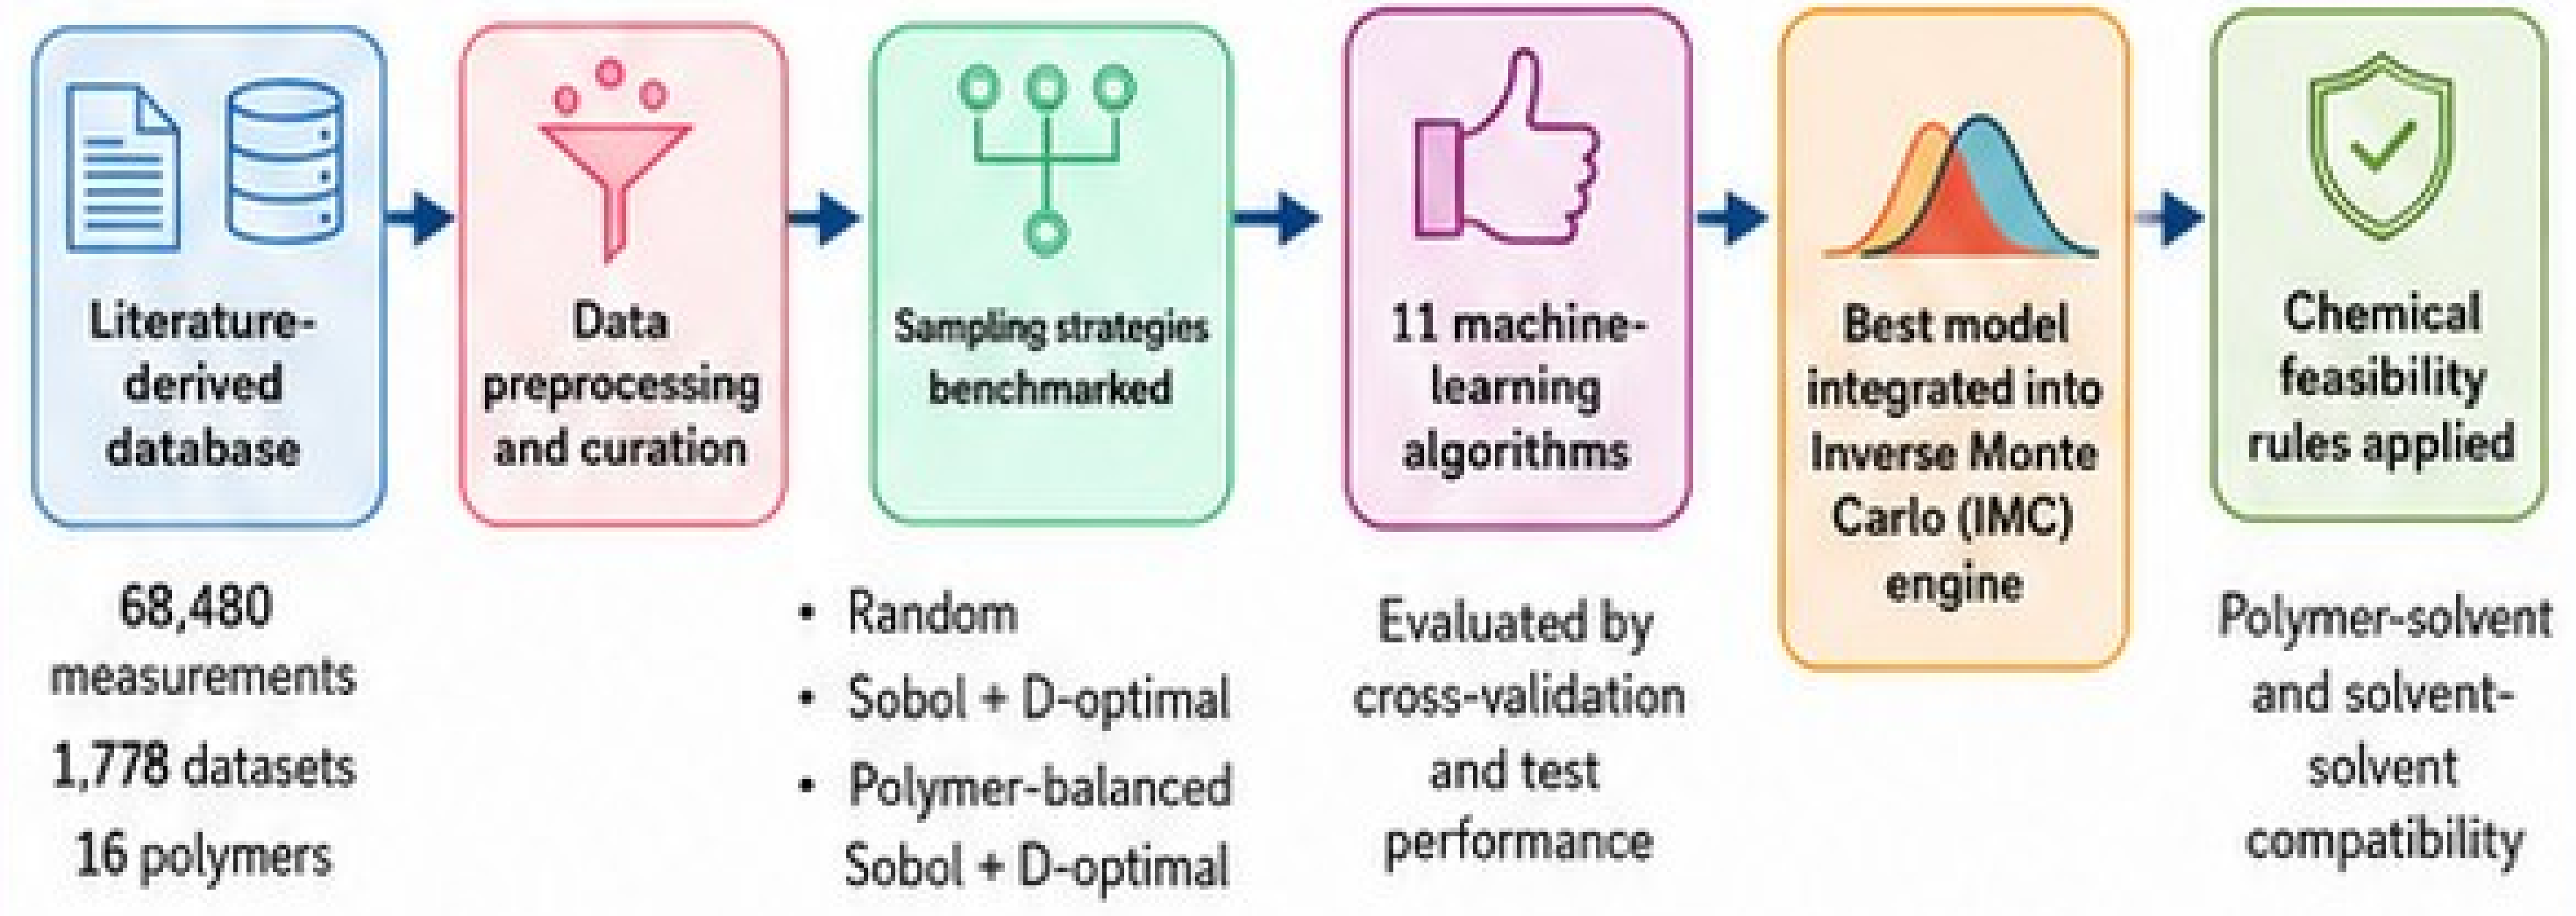 Literature-
derived
database
68,480
measurements
1,778 datasets
16 polymers
Data
preprocessing
and curation
Sampling strategies
benchmarked
• Random
• Sobol + D-optimal
• Polymer-balanced
Sobol + D-optimal
11 machine-
learning
algorithms
Evaluated by
cross-validation
and test
performance
Best model
integrated into
Inverse Monte
Carlo (IMC)
engine
Chemical
feasibility
rules applied
Polymer-solvent
and solvent-
solvent
compatibility